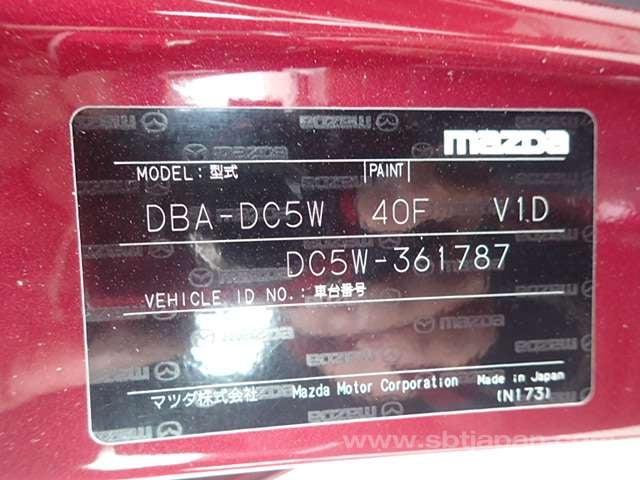 mazda
MODEL: 型式 PAINT
DBA-DC5W 40F V1.D
DC5W-361787
VEHICLE ID NO.: 車台番号
マツダ株式会社 Mazda Motor Corporation Made in Japan
(N173)
www.sbtjapan.com